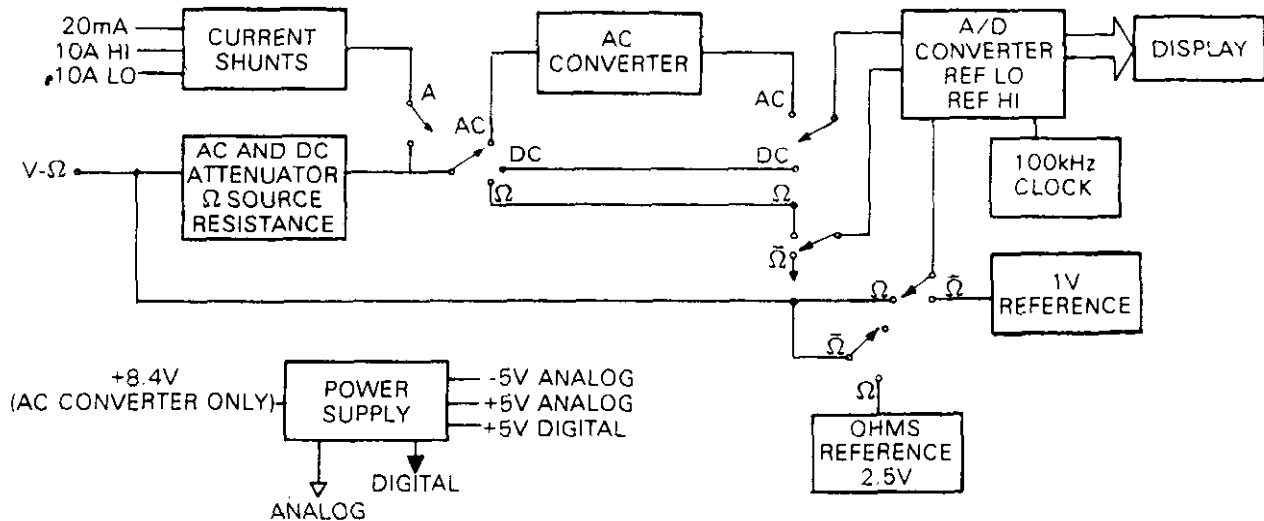 20mA
10A HI
10A LO
CURRENT
SHUNTS
A
AC
AC
CONVERTER
AC
A/D
CONVERTER
REF LO
REF HI
DISPLAY
V-Ω
AC AND DC
ATTENUATOR
Ω SOURCE
RESISTANCE
DC
DC
Ω
Ω
100kHz
CLOCK
Ω̄
Ω
Ω̄
1V
REFERENCE
Ω̄
Ω
OHMS
REFERENCE
2.5V
+8.4V
(AC CONVERTER ONLY)
POWER
SUPPLY
-5V ANALOG
+5V ANALOG
+5V DIGITAL
DIGITAL
ANALOG